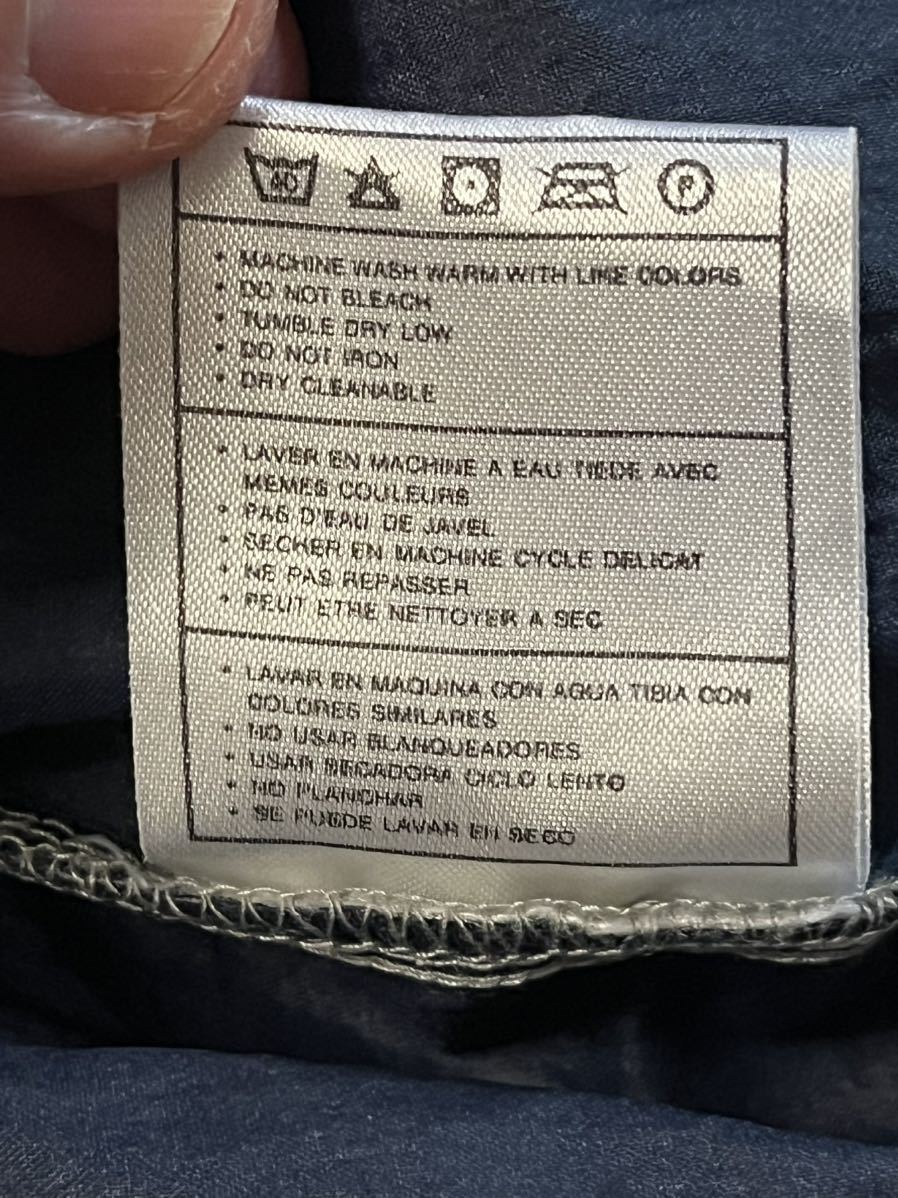 40
P
• MACHINE WASH WARM WITH LIKE COLORS
• DO NOT BLEACH
• TUMBLE DRY LOW
• DO NOT IRON
• DRY CLEANABLE
• LAVER EN MACHINE A EAU TIEDE AVEC
MEMES COULEURS
• PAS D'EAU DE JAVEL
• SECHER EN MACHINE CYCLE DELICAT
• NE PAS REPASSER
• PEUT ETRE NETTOYER A SEC
• LAVAR EN MAQUINA CON AGUA TIBIA CON
COLORES SIMILARES
• NO USAR BLANQUEADORES
• USAR SECADORA CICLO LENTO
• NO PLANCHAR
• SE PUEDE LAVAR EN SECO